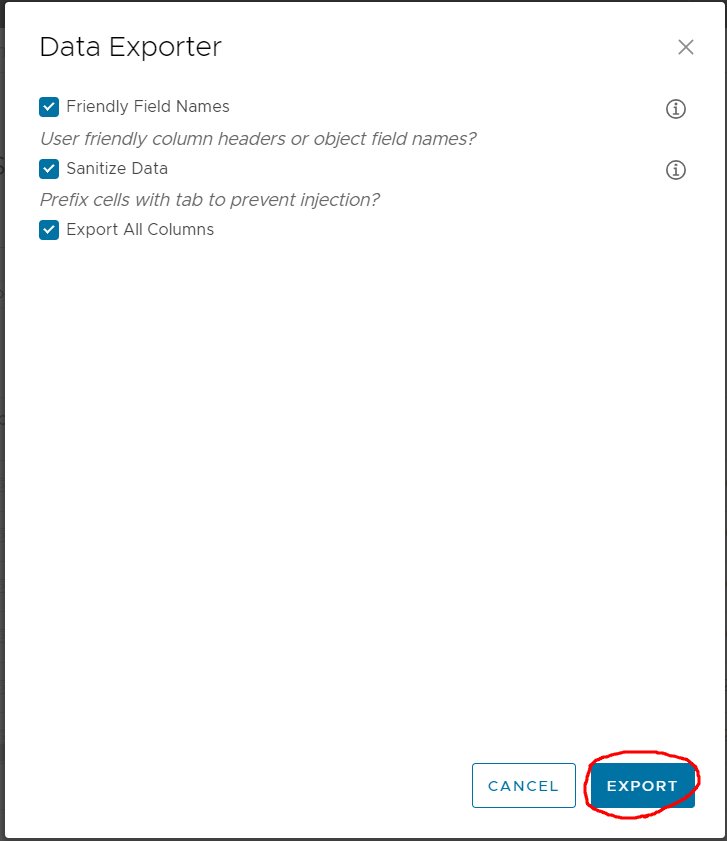 Data Exporter
Friendly Field Names
User friendly column headers or object field names?
Sanitize Data
Prefix cells with tab to prevent injection?
Export All Columns
CANCEL
EXPORT